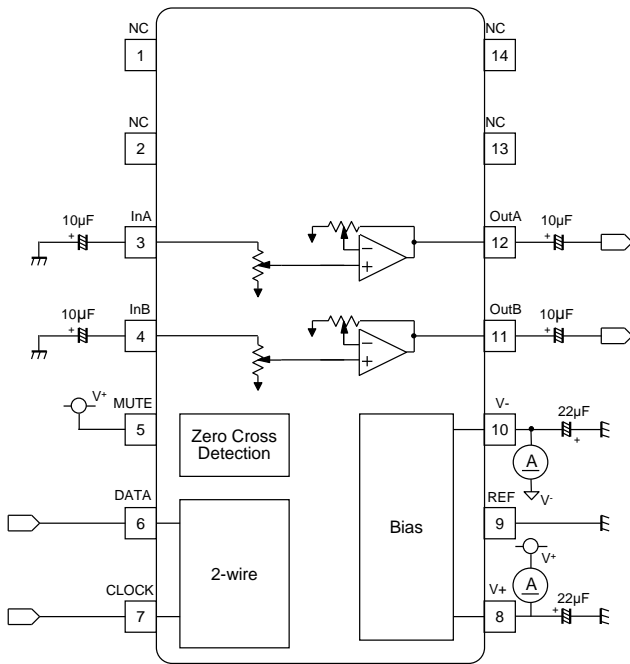 NC
1
NC
14
NC
2
NC
13
10µF
+
InA
3
OutA
12
10µF
+
−
+
10µF
+
InB
4
OutB
11
10µF
+
−
+
V+
MUTE
5
Zero Cross
Detection
V-
10
22µF
+
A
V-
DATA
6
REF
9
2-wire
Bias
V+
A
CLOCK
7
V+
8
22µF
+